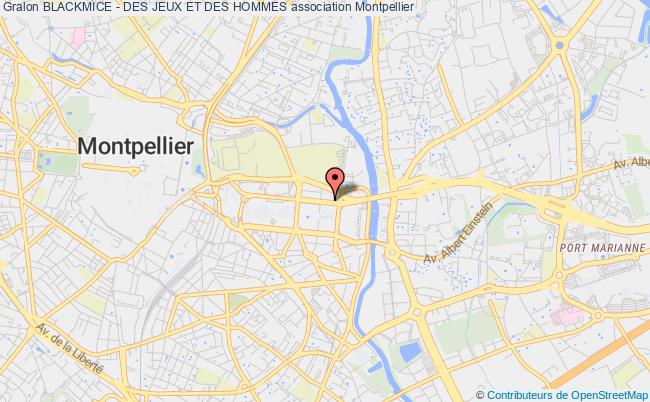 Gralon BLACKMICE - DES JEUX ET DES HOMMES association Montpellier
Montpellier
Av. Albe
Av. Albert Einstein
PORT MARIANNE
Av. de la Liberté
© Contributeurs de OpenStreetMap